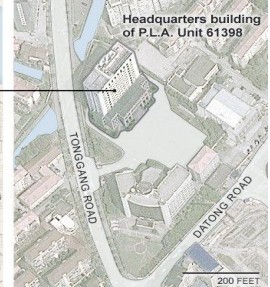 Headquarters building
of P.L.A. Unit 61398
TONGGANG ROAD
DATONG ROAD
200 FEET